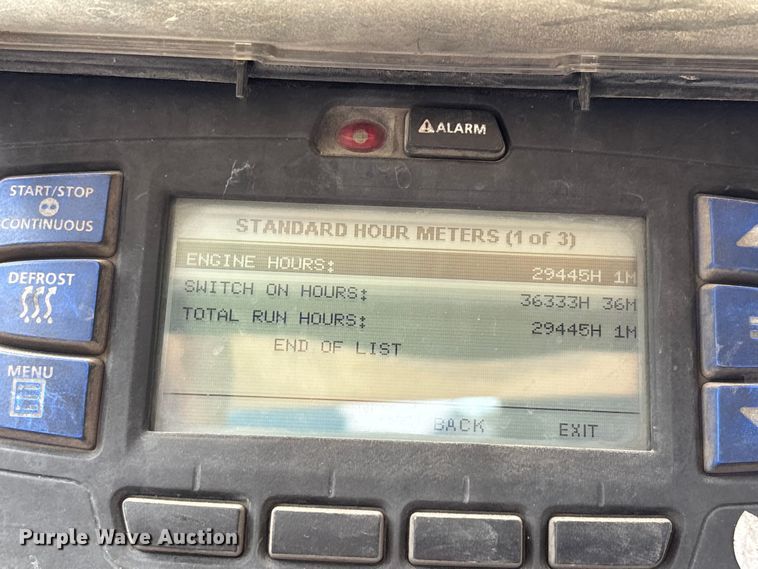 ALARM
START/STOP
CONTINUOUS
DEFROST
MENU
STANDARD HOUR METERS (1 of 3)
ENGINE HOURS: 29445H 1M
SWITCH ON HOURS: 36333H 36M
TOTAL RUN HOURS: 29445H 1M
END OF LIST
BACK EXIT
Purple Wave Auction